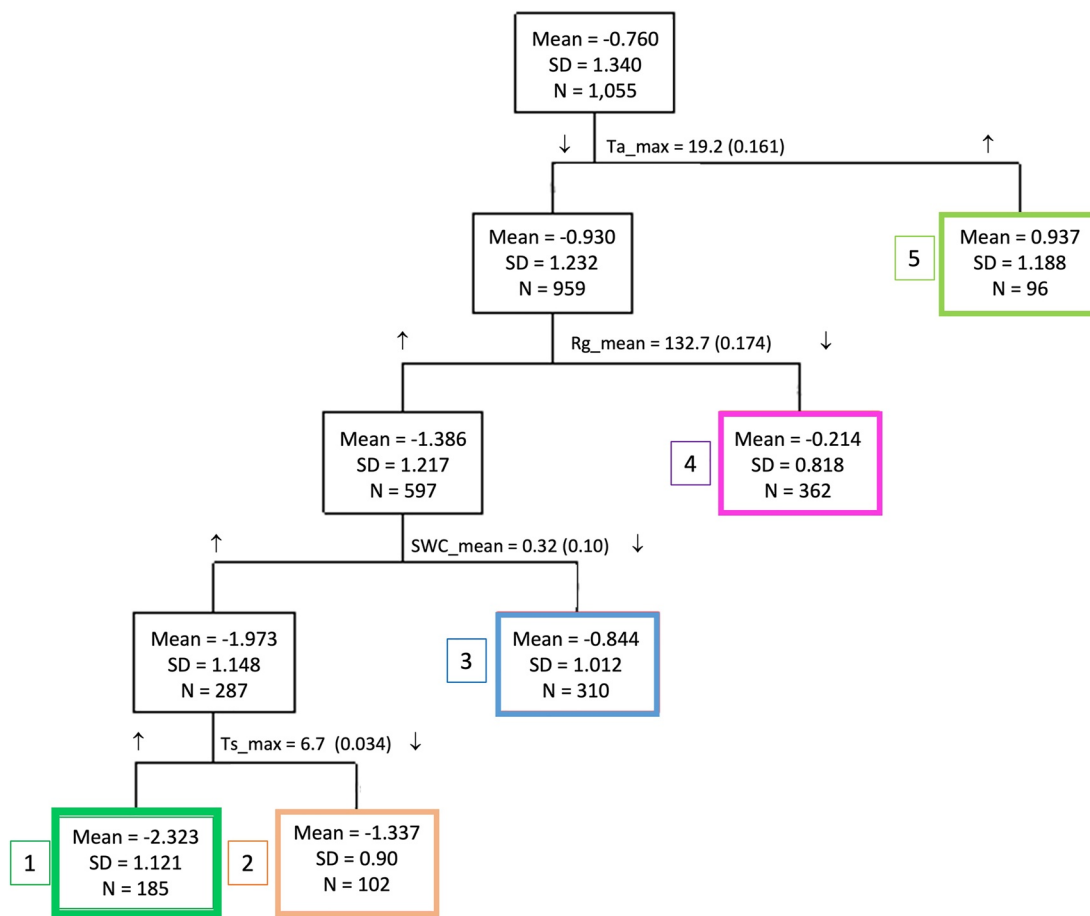 Mean = -0.760
SD = 1.340
N = 1,055
↓
Ta_max = 19.2 (0.161)
↑
Mean = -0.930
SD = 1.232
N = 959
5
Mean = 0.937
SD = 1.188
N = 96
↑
Rg_mean = 132.7 (0.174)
↓
Mean = -1.386
SD = 1.217
N = 597
4
Mean = -0.214
SD = 0.818
N = 362
↑
SWC_mean = 0.32 (0.10)
↓
Mean = -1.973
SD = 1.148
N = 287
3
Mean = -0.844
SD = 1.012
N = 310
↑
Ts_max = 6.7 (0.034)
↓
1
Mean = -2.323
SD = 1.121
N = 185
2
Mean = -1.337
SD = 0.90
N = 102